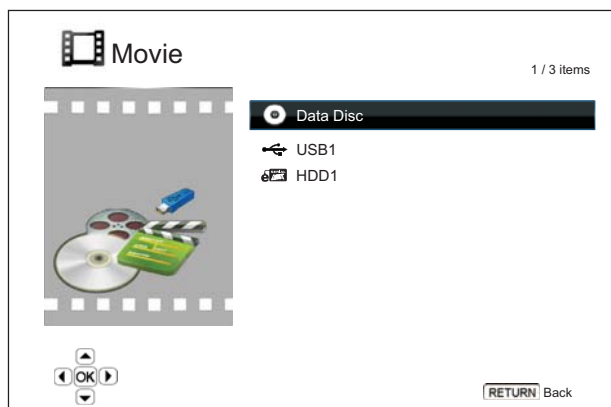 Movie
1 / 3 items
Data Disc
USB1
HDD1
OK
RETURN Back